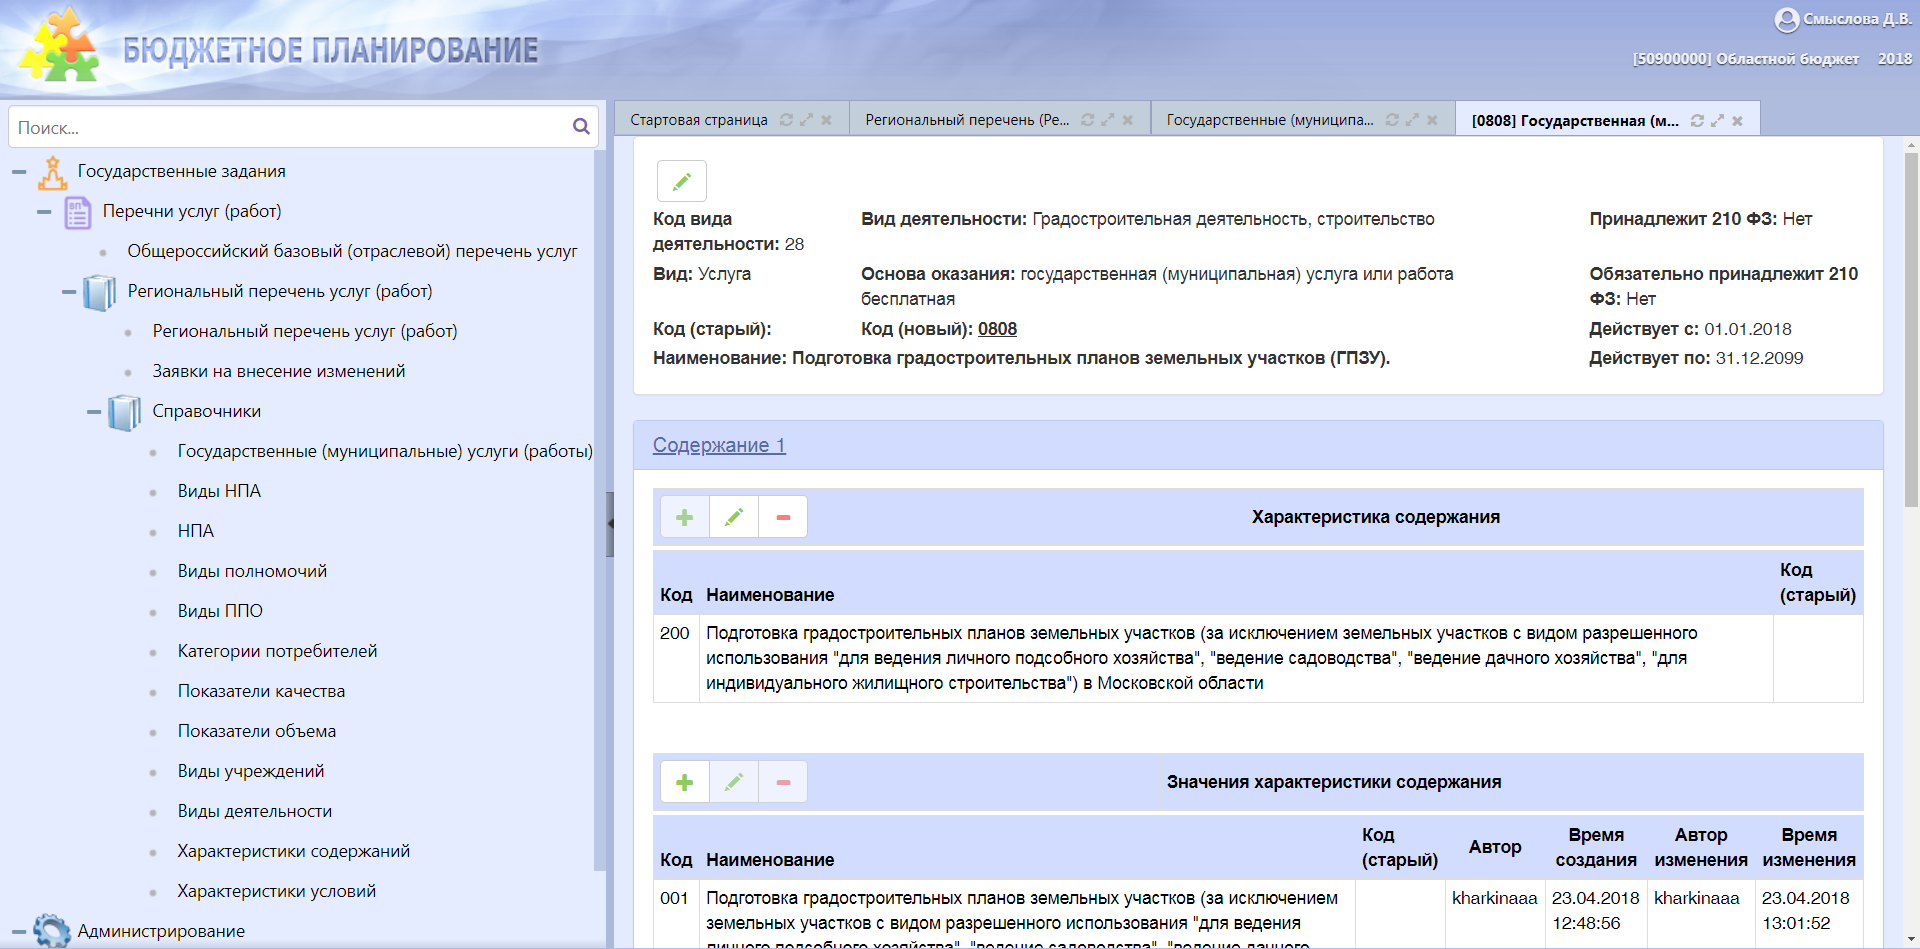 БЮДЖЕТНОЕ ПЛАНИРОВАНИЕ
Смыслова Д.В.
[50900000] Областной бюджет 2018
Поиск...
Государственные задания
ВП
Перечни услуг (работ)
Общероссийский базовый (отраслевой) перечень услуг
Региональный перечень услуг (работ)
Региональный перечень услуг (работ)
Заявки на внесение изменений
Справочники
Государственные (муниципальные) услуги (работы)
Виды НПА
НПА
Виды полномочий
Виды ППО
Категории потребителей
Показатели качества
Показатели объема
Виды учреждений
Виды деятельности
Характеристики содержаний
Характеристики условий
Администрирование
Стартовая страница
Региональный перечень (Ре...
Государственные (муниципа...
[0808] Государственная (м...
Код вида
деятельности: 28
Вид деятельности: Градостроительная деятельность, строительство
Принадлежит 210 ФЗ: Нет
Вид: Услуга
Основа оказания: государственная (муниципальная) услуга или работа
бесплатная
Обязательно принадлежит 210
ФЗ: Нет
Код (старый):
Код (новый): 0808
Действует с: 01.01.2018
Наименование: Подготовка градостроительных планов земельных участков (ГПЗУ).
Действует по: 31.12.2099
Содержание 1
Характеристика содержания
Код
Наименование
Код
(старый)
200
Подготовка градостроительных планов земельных участков (за исключением земельных участков с видом разрешенного
использования "для ведения личного подсобного хозяйства", "ведение садоводства", "ведение дачного хозяйства", "для
индивидуального жилищного строительства") в Московской области
Значения характеристики содержания
Код
Наименование
Код
(старый)
Автор
Время
создания
Автор
изменения
Время
изменения
001
Подготовка градостроительных планов земельных участков (за исключением
земельных участков с видом разрешенного использования "для ведения
личного подсобного хозяйства", "ведение садоводства", "ведение дачного
kharkinaaa
23.04.2018
12:48:56
kharkinaaa
23.04.2018
13:01:52